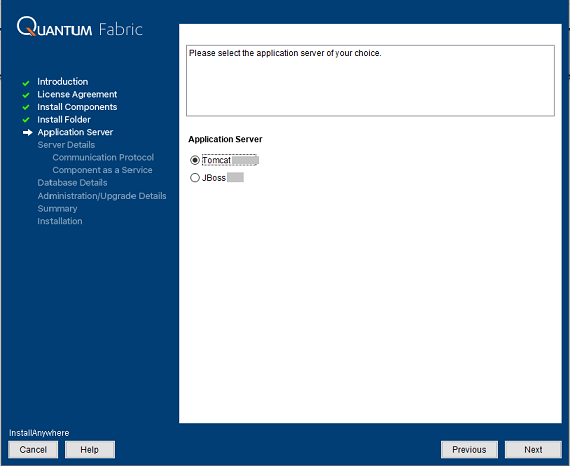 QUANTUM Fabric
Please select the application server of your choice.
Introduction
License Agreement
Install Components
Install Folder
Application Server
Server Details
Communication Protocol
Component as a Service
Database Details
Administration/Upgrade Details
Summary
Installation
Application Server
Tomcat
JBoss
InstallAnywhere
Cancel
Help
Previous
Next